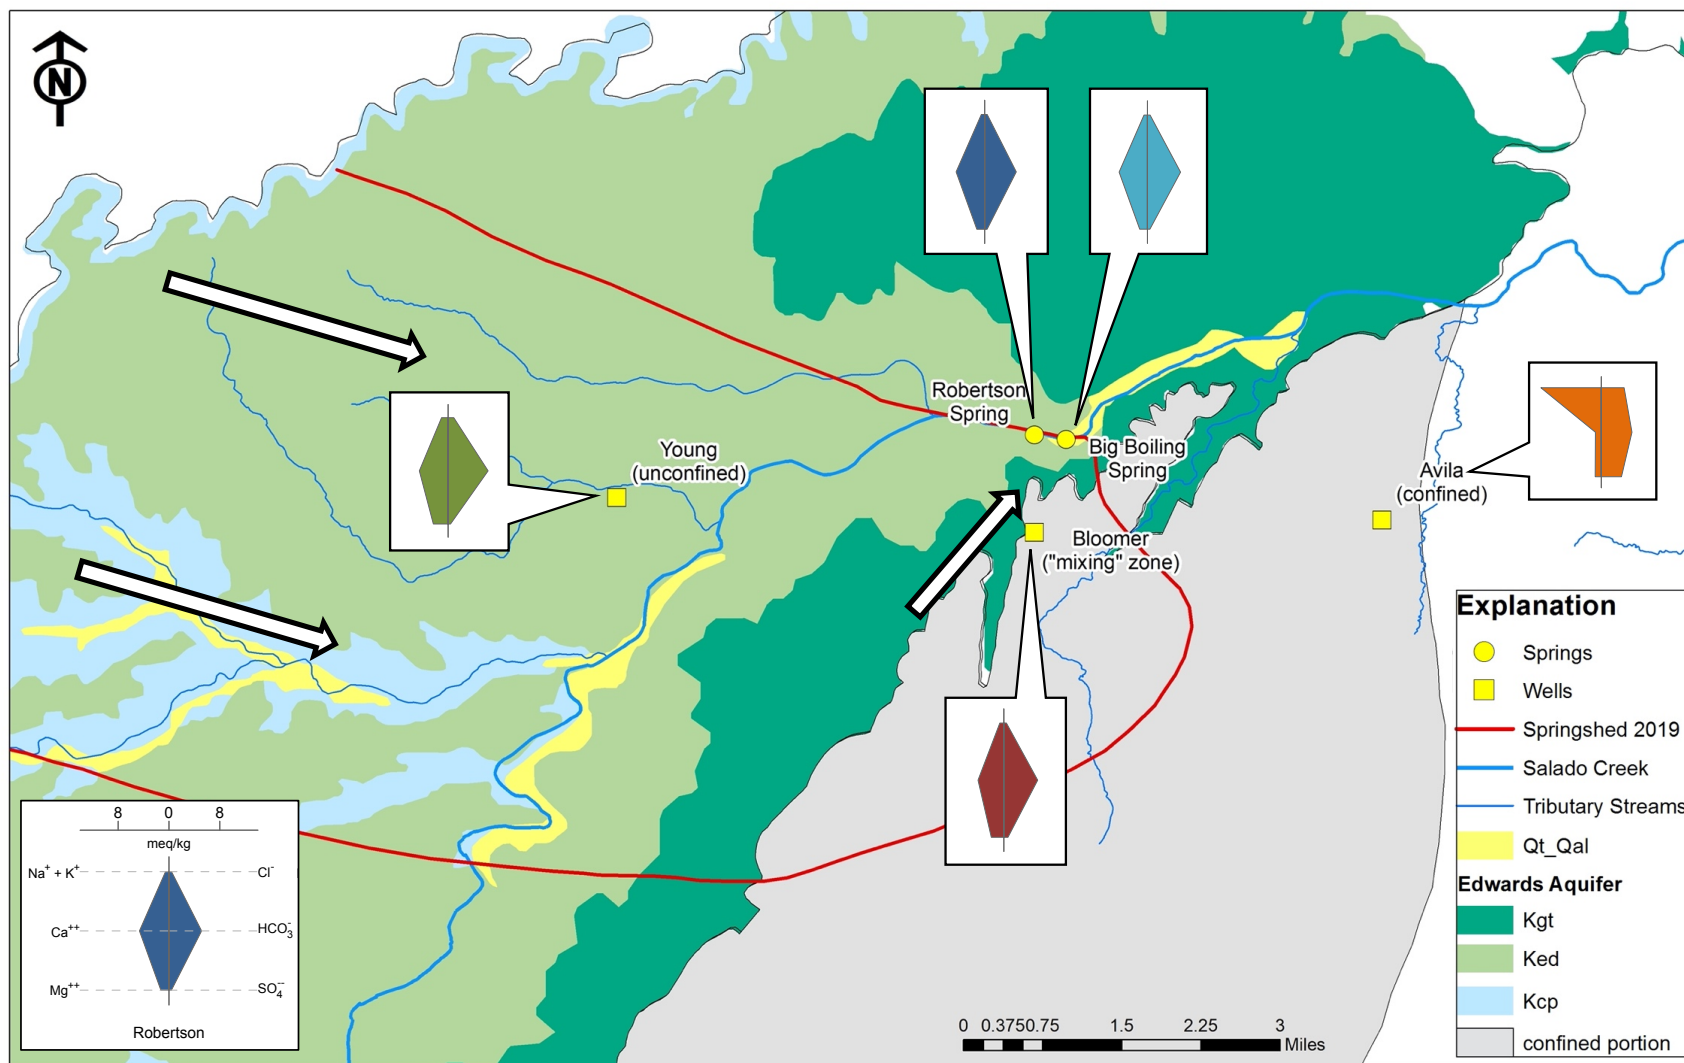 N
Robertson
Spring
Big Boiling
Spring
Young
(unconfined)
Avila
(confined)
Bloomer
("mixing" zone)
Explanation
Springs
Wells
Springshed 2019
Salado Creek
Tributary Streams
Qt_Qal
Edwards Aquifer
Kgt
Ked
Kcp
confined portion
8 0 8
meq/kg
Na⁺ + K⁺ Cl⁻
Ca⁺⁺ HCO₃⁻
Mg⁺⁺ SO₄⁻⁻
Robertson
0 0.375 0.75 1.5 2.25 3
Miles